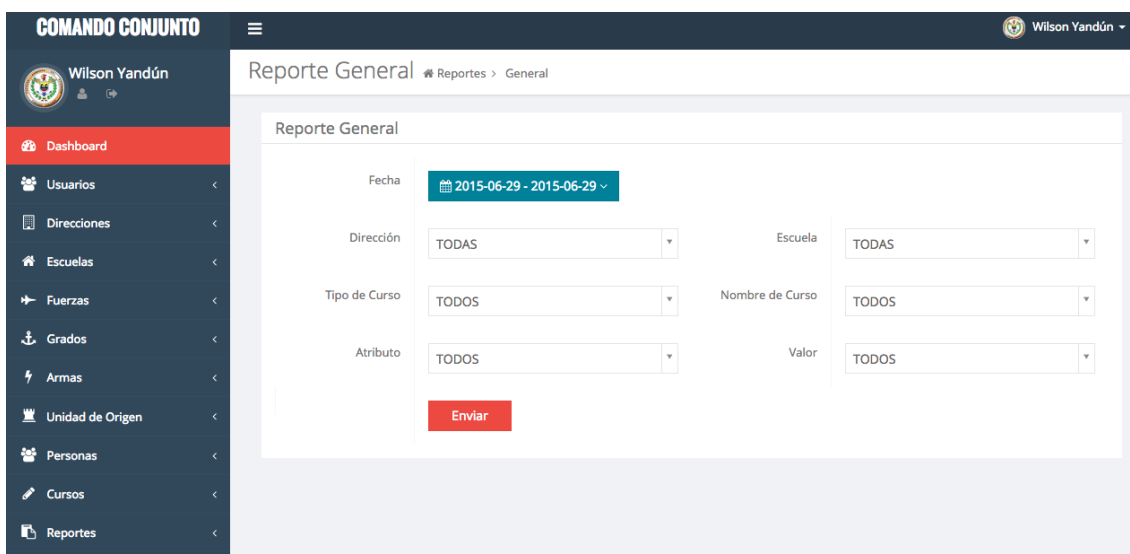 COMANDO CONJUNTO
Wilson Yandún
Wilson Yandún
Reporte General Reportes > General
Dashboard
Usuarios
Direcciones
Escuelas
Fuerzas
Grados
Armas
Unidad de Origen
Personas
Cursos
Reportes
Reporte General
Fecha 2015-06-29 - 2015-06-29
Dirección TODAS Escuela TODAS
Tipo de Curso TODOS Nombre de Curso TODOS
Atributo TODOS Valor TODOS
Enviar